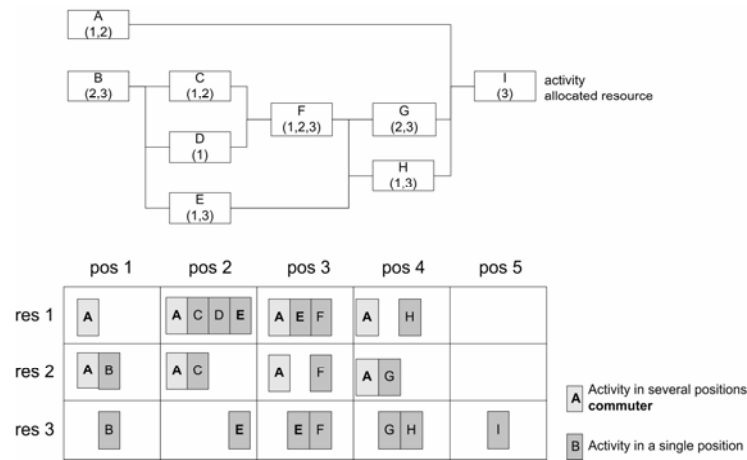 A
(1,2)
B
(2,3)
C
(1,2)
D
(1)
E
(1,3)
F
(1,2,3)
G
(2,3)
H
(1,3)
I
(3)
activity
allocated resource
pos 1 pos 2 pos 3 pos 4 pos 5
res 1 A A C D E A E F A H
res 2 A B A C A F A G
res 3 B E E F G H I
A Activity in several positions
commuter
B Activity in a single position